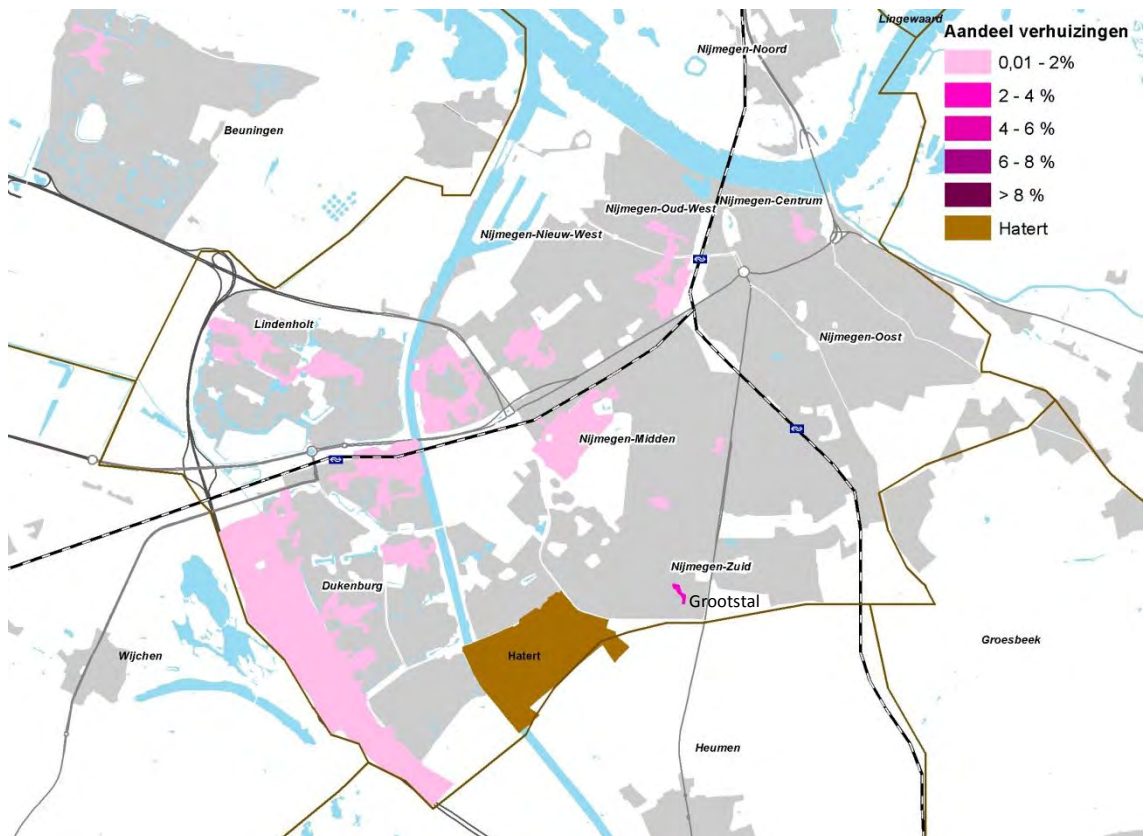 Lingewaard
Aandeel verhuizingen
0,01 - 2%
2 - 4 %
4 - 6 %
6 - 8 %
> 8 %
Hatert
Nijmegen-Noord
Beuningen
Nijmegen-Oud-West
Nijmegen-Centrum
Nijmegen-Nieuw-West
Lindenholt
Nijmegen-Oost
Nijmegen-Midden
Nijmegen-Zuid
Dukenburg
Grootstal
Groesbeek
Wijchen
Hatert
Heumen